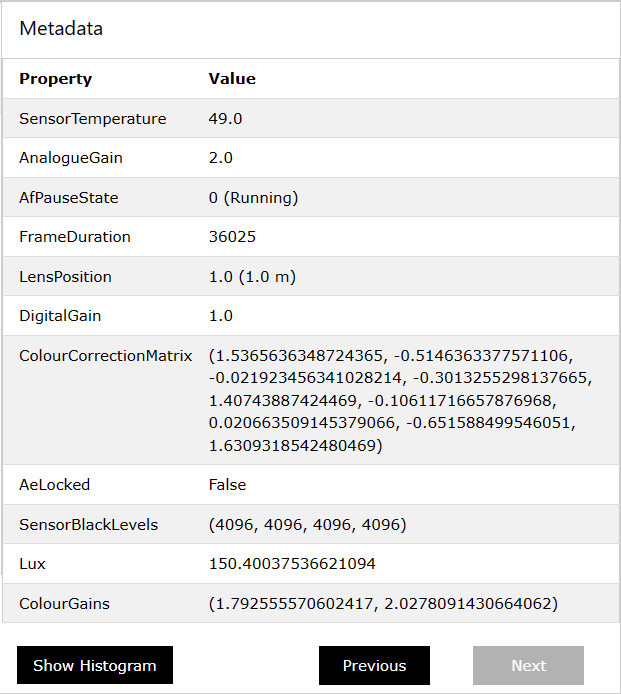 Metadata
Property Value
SensorTemperature 49.0
AnalogueGain 2.0
AfPauseState 0 (Running)
FrameDuration 36025
LensPosition 1.0 (1.0 m)
DigitalGain 1.0
ColourCorrectionMatrix (1.5365636348724365, -0.5146363377571106,
-0.021923456341028214, -0.3013255298137665,
1.40743887424469, -0.10611716657876968,
0.020663509145379066, -0.651588499546051,
1.6309318542480469)
AeLocked False
SensorBlackLevels (4096, 4096, 4096, 4096)
Lux 150.40037536621094
ColourGains (1.792555570602417, 2.0278091430664062)
Show Histogram Previous Next